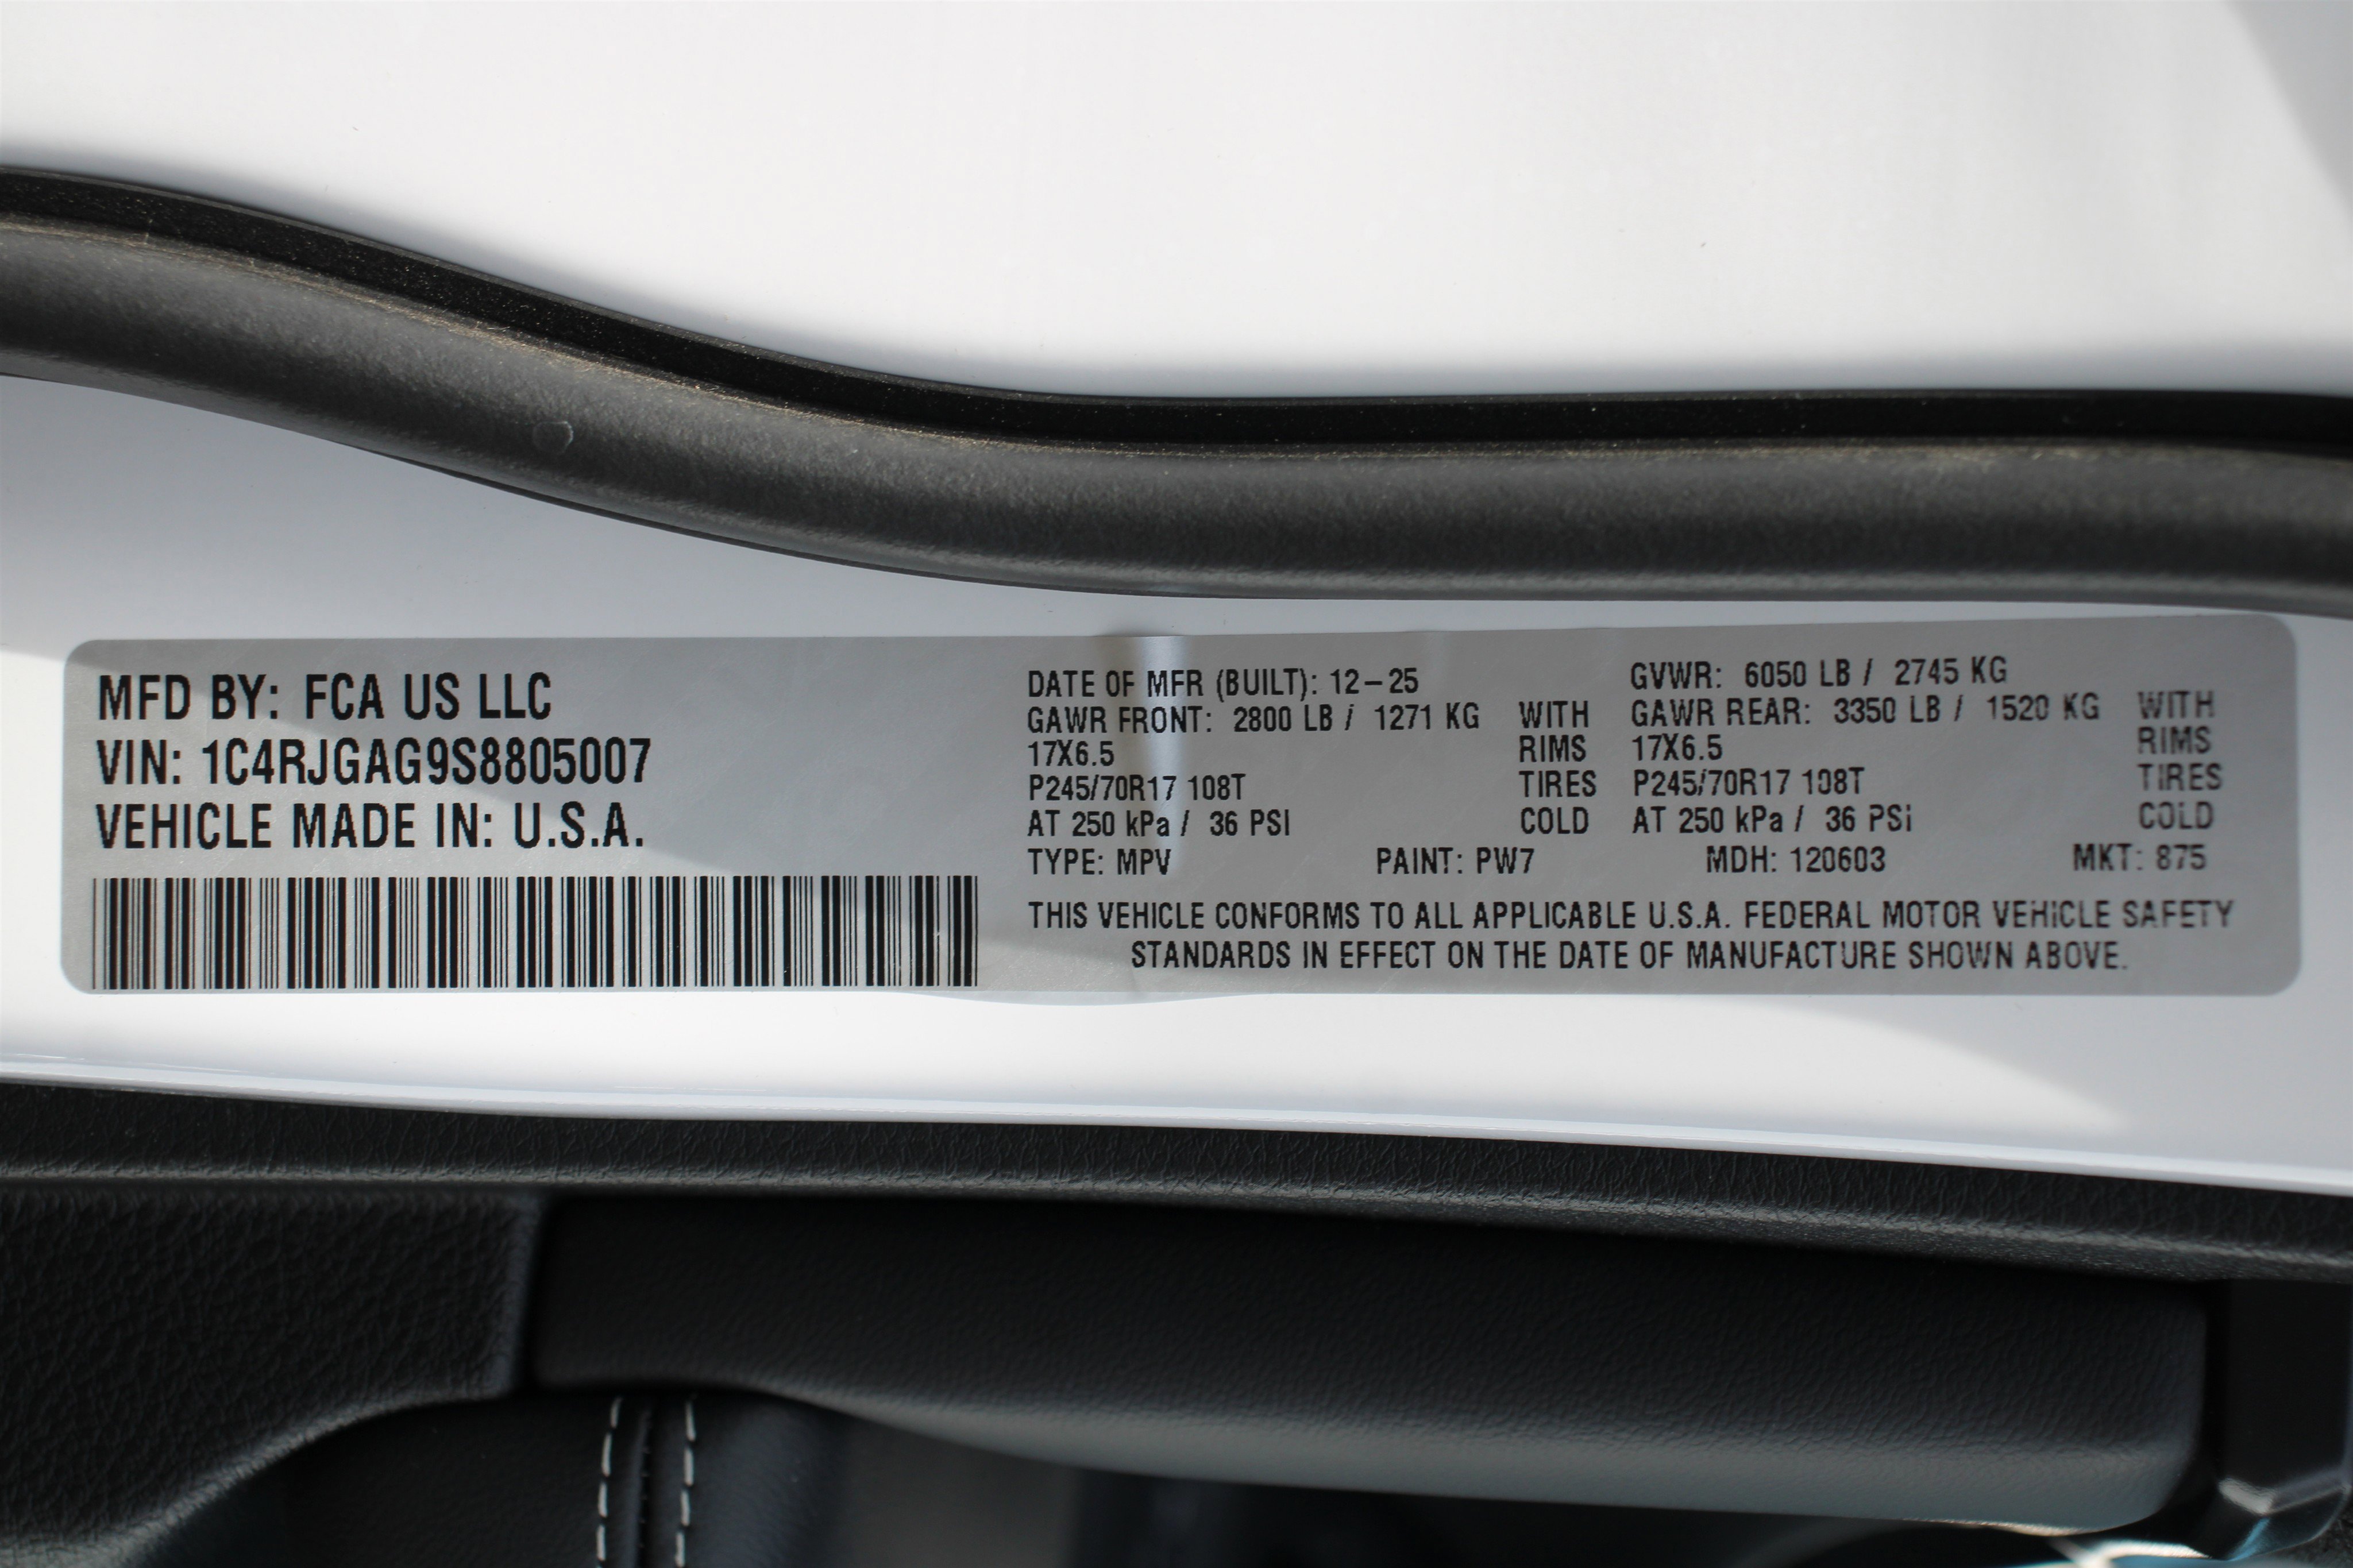 MFD BY: FCA US LLC
VIN: 1C4RJGAG9S8805007
VEHICLE MADE IN: U.S.A.
DATE OF MFR (BUILT): 12-25 GVWR: 6050 LB / 2745 KG
GAWR FRONT: 2800 LB / 1271 KG WITH GAWR REAR: 3350 LB / 1520 KG WITH
17X6.5 RIMS 17X6.5 RIMS
P245/70R17 108T TIRES P245/70R17 108T TIRES
AT 250 kPa / 36 PSI COLD AT 250 kPa / 36 PSi COLD
TYPE: MPV PAINT: PW7 MDH: 120603 MKT: 875
THIS VEHICLE CONFORMS TO ALL APPLICABLE U.S.A. FEDERAL MOTOR VEHICLE SAFETY
STANDARDS IN EFFECT ON THE DATE OF MANUFACTURE SHOWN ABOVE.